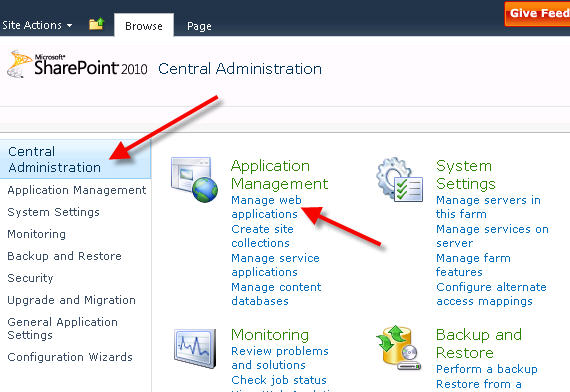 Give Feed
Site Actions
Browse
Page
Microsoft
SharePoint 2010
Central Administration
Central
Administration
Application Management
System Settings
Monitoring
Backup and Restore
Security
Upgrade and Migration
General Application
Settings
Configuration Wizards
Application
Management
Manage web
applications
Create site
collections
Manage service
applications
Manage content
databases
System
Settings
Manage servers in
this farm
Manage services on
server
Manage farm
features
Configure alternate
access mappings
Monitoring
Review problems
and solutions
Check job status
Backup and
Restore
Perform a backup
Restore from a